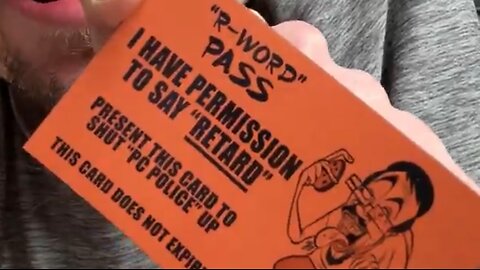 "R-WORD"
PASS
I HAVE PERMISSION
TO SAY "RETARD"
PRESENT THIS CARD TO
SHUT "PC POLICE" UP
THIS CARD DOES NOT